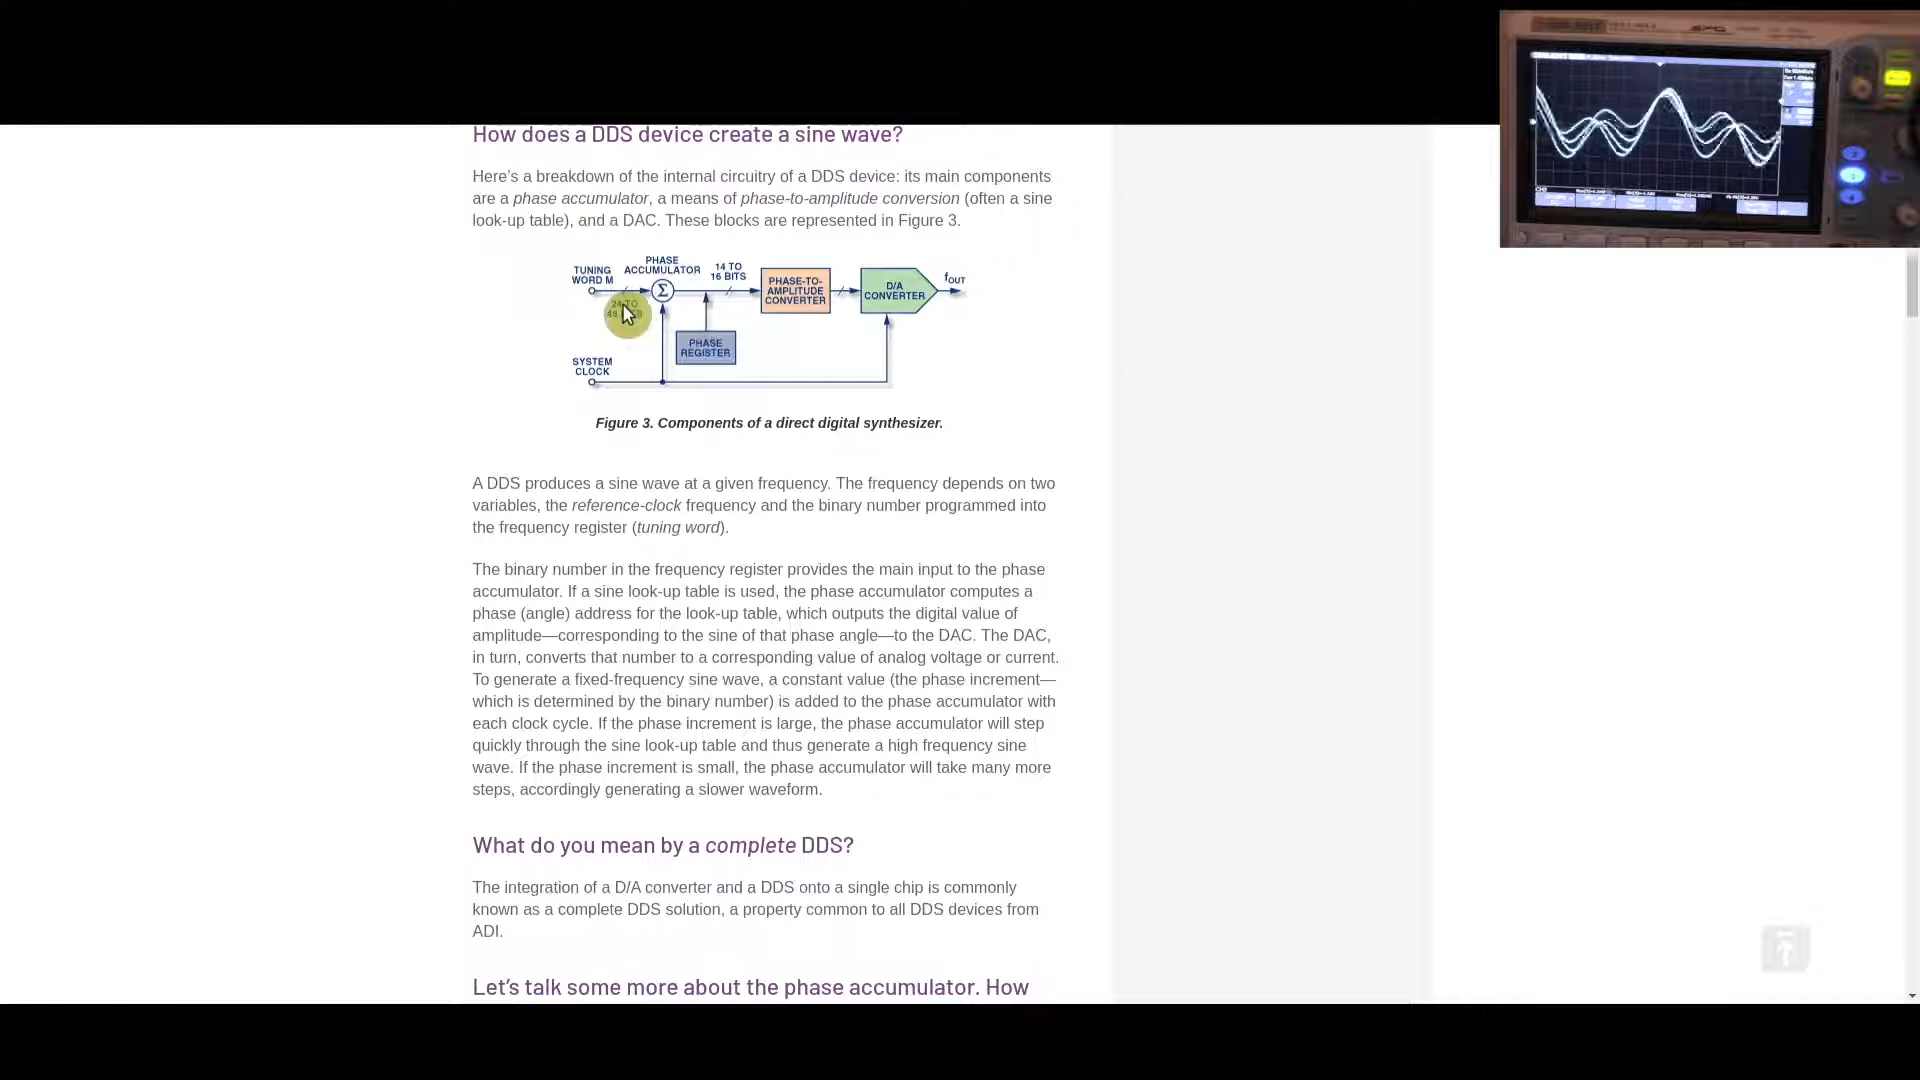 How does a DDS device create a sine wave?
Here's a breakdown of the internal circuitry of a DDS device: its main components
are a phase accumulator, a means of phase-to-amplitude conversion (often a sine
look-up table), and a DAC. These blocks are represented in Figure 3.
TUNING
WORD M
PHASE
ACCUMULATOR
14 TO
16 BITS
Σ
PHASE-TO-
AMPLITUDE
CONVERTER
D/A
CONVERTER
fOUT
PHASE
REGISTER
SYSTEM
CLOCK
Figure 3. Components of a direct digital synthesizer.
A DDS produces a sine wave at a given frequency. The frequency depends on two
variables, the reference-clock frequency and the binary number programmed into
the frequency register (tuning word).
The binary number in the frequency register provides the main input to the phase
accumulator. If a sine look-up table is used, the phase accumulator computes a
phase (angle) address for the look-up table, which outputs the digital value of
amplitude—corresponding to the sine of that phase angle—to the DAC. The DAC,
in turn, converts that number to a corresponding value of analog voltage or current.
To generate a fixed-frequency sine wave, a constant value (the phase increment—
which is determined by the binary number) is added to the phase accumulator with
each clock cycle. If the phase increment is large, the phase accumulator will step
quickly through the sine look-up table and thus generate a high frequency sine
wave. If the phase increment is small, the phase accumulator will take many more
steps, accordingly generating a slower waveform.
What do you mean by a complete DDS?
The integration of a D/A converter and a DDS onto a single chip is commonly
known as a complete DDS solution, a property common to all DDS devices from
ADI.
Let's talk some more about the phase accumulator. How